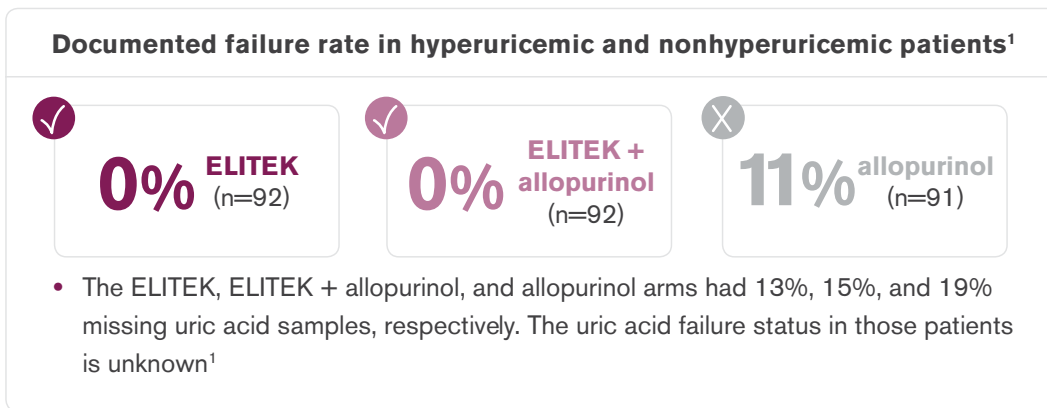 Documented failure rate in hyperuricemic and nonhyperuricemic patients¹
0% ELITEK
(n=92)
0% ELITEK +
allopurinol
(n=92)
11% allopurinol
(n=91)
• The ELITEK, ELITEK + allopurinol, and allopurinol arms had 13%, 15%, and 19%
missing uric acid samples, respectively. The uric acid failure status in those patients
is unknown¹